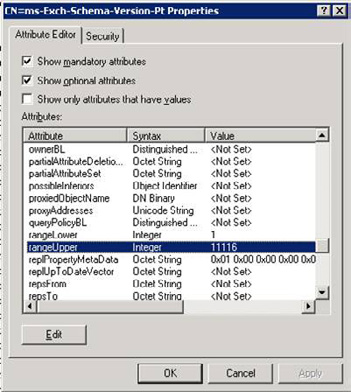 CN=ms-Exch-Schema-Version-Pt Properties
Attribute Editor Security
Show mandatory attributes
Show optional attributes
Show only attributes that have values
Attributes:
Attribute Syntax Value
ownerBL Distinguished ... <Not Set>
partialAttributeDeletio... Octet String <Not Set>
partialAttributeSet Octet String <Not Set>
possibleInferiors Object Identifier <Not Set>
proxiedObjectName DN Binary <Not Set>
proxyAddresses Unicode String <Not Set>
queryPolicyBL Distinguished ... <Not Set>
rangeLower Integer 1
rangeUpper Integer 11116
replPropertyMetaData Octet String 0x01 0x00 0x00 0x00 0x0
replUpToDateVector Octet String <Not Set>
repsFrom Octet String <Not Set>
repsTo Octet String <Not Set>
Edit
OK Cancel Apply